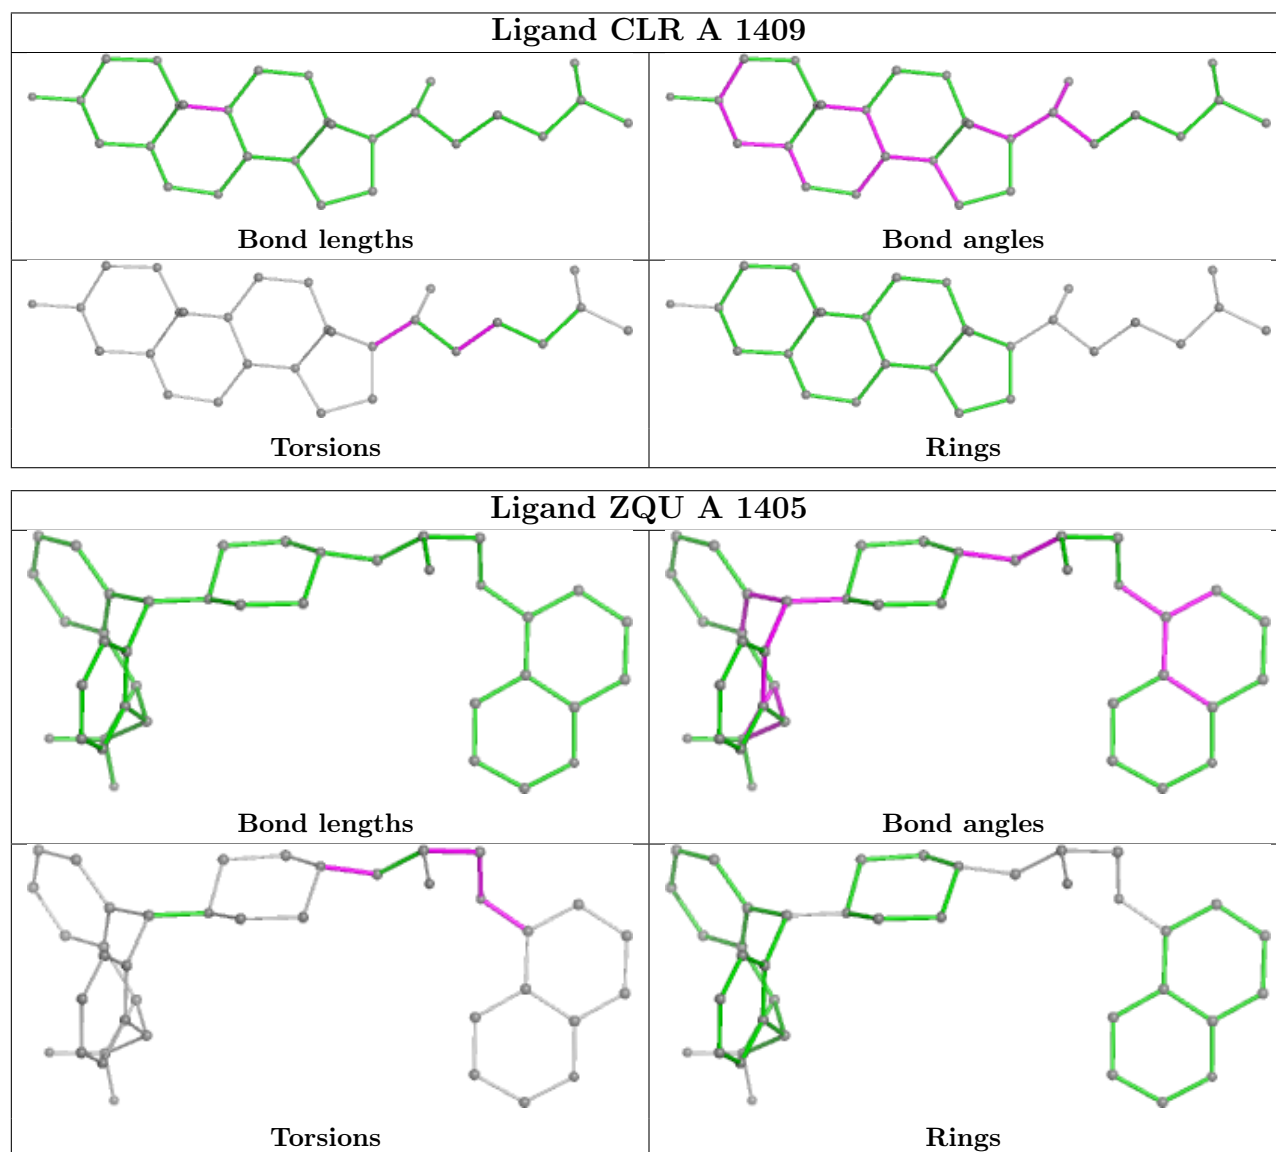 Ligand CLR A 1409
Bond lengths
Bond angles
Torsions
Rings
Ligand ZQU A 1405
Bond lengths
Bond angles
Torsions
Rings